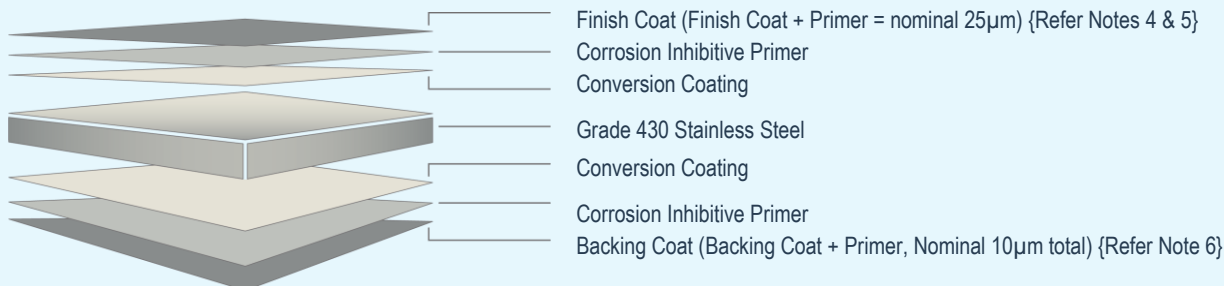 Finish Coat (Finish Coat + Primer = nominal 25µm) {Refer Notes 4 & 5}
Corrosion Inhibitive Primer
Conversion Coating
Grade 430 Stainless Steel
Conversion Coating
Corrosion Inhibitive Primer
Backing Coat (Backing Coat + Primer, Nominal 10µm total) {Refer Note 6}